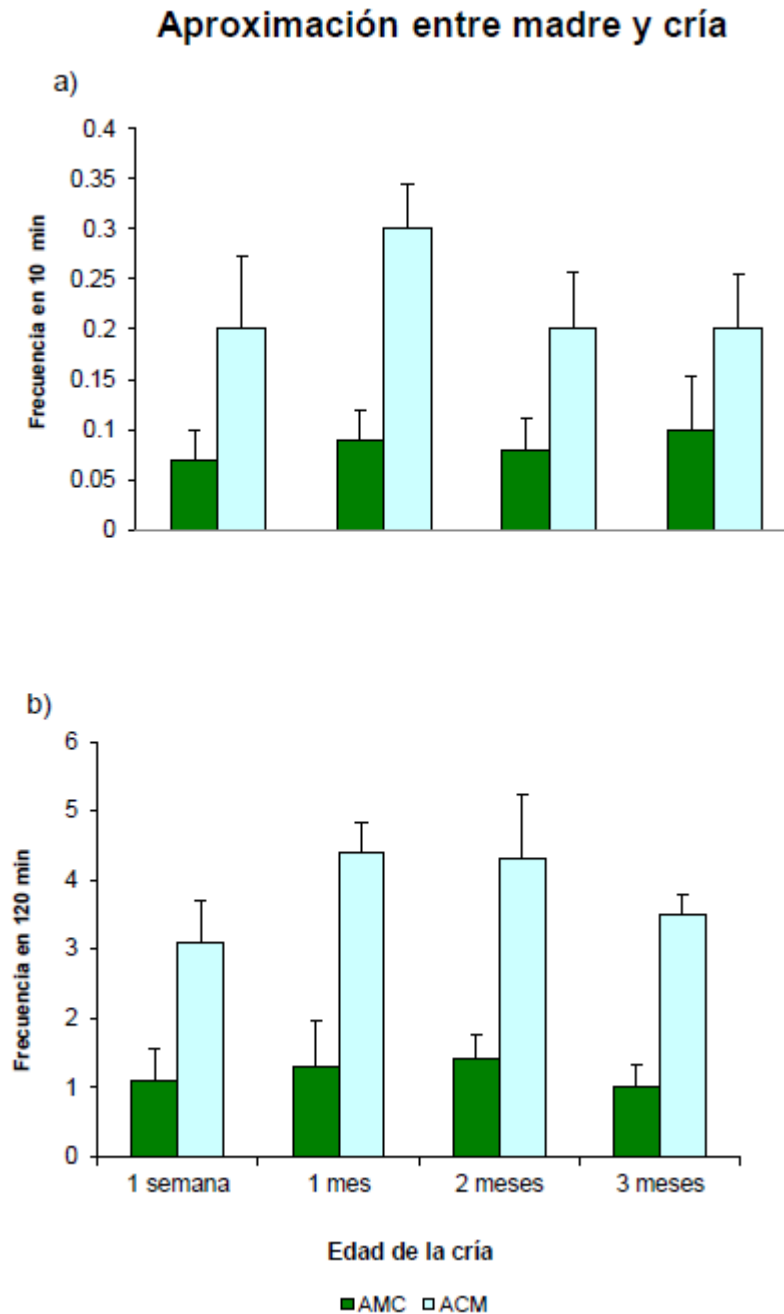 Aproximación entre madre y cría
a)
0.4
0.35
0.3
0.25
0.2
0.15
0.1
0.05
0
Frecuencia en 10 min
b)
6
5
4
3
2
1
0
Frecuencia en 120 min
1 semana 1 mes 2 meses 3 meses
Edad de la cría
AMC ACM